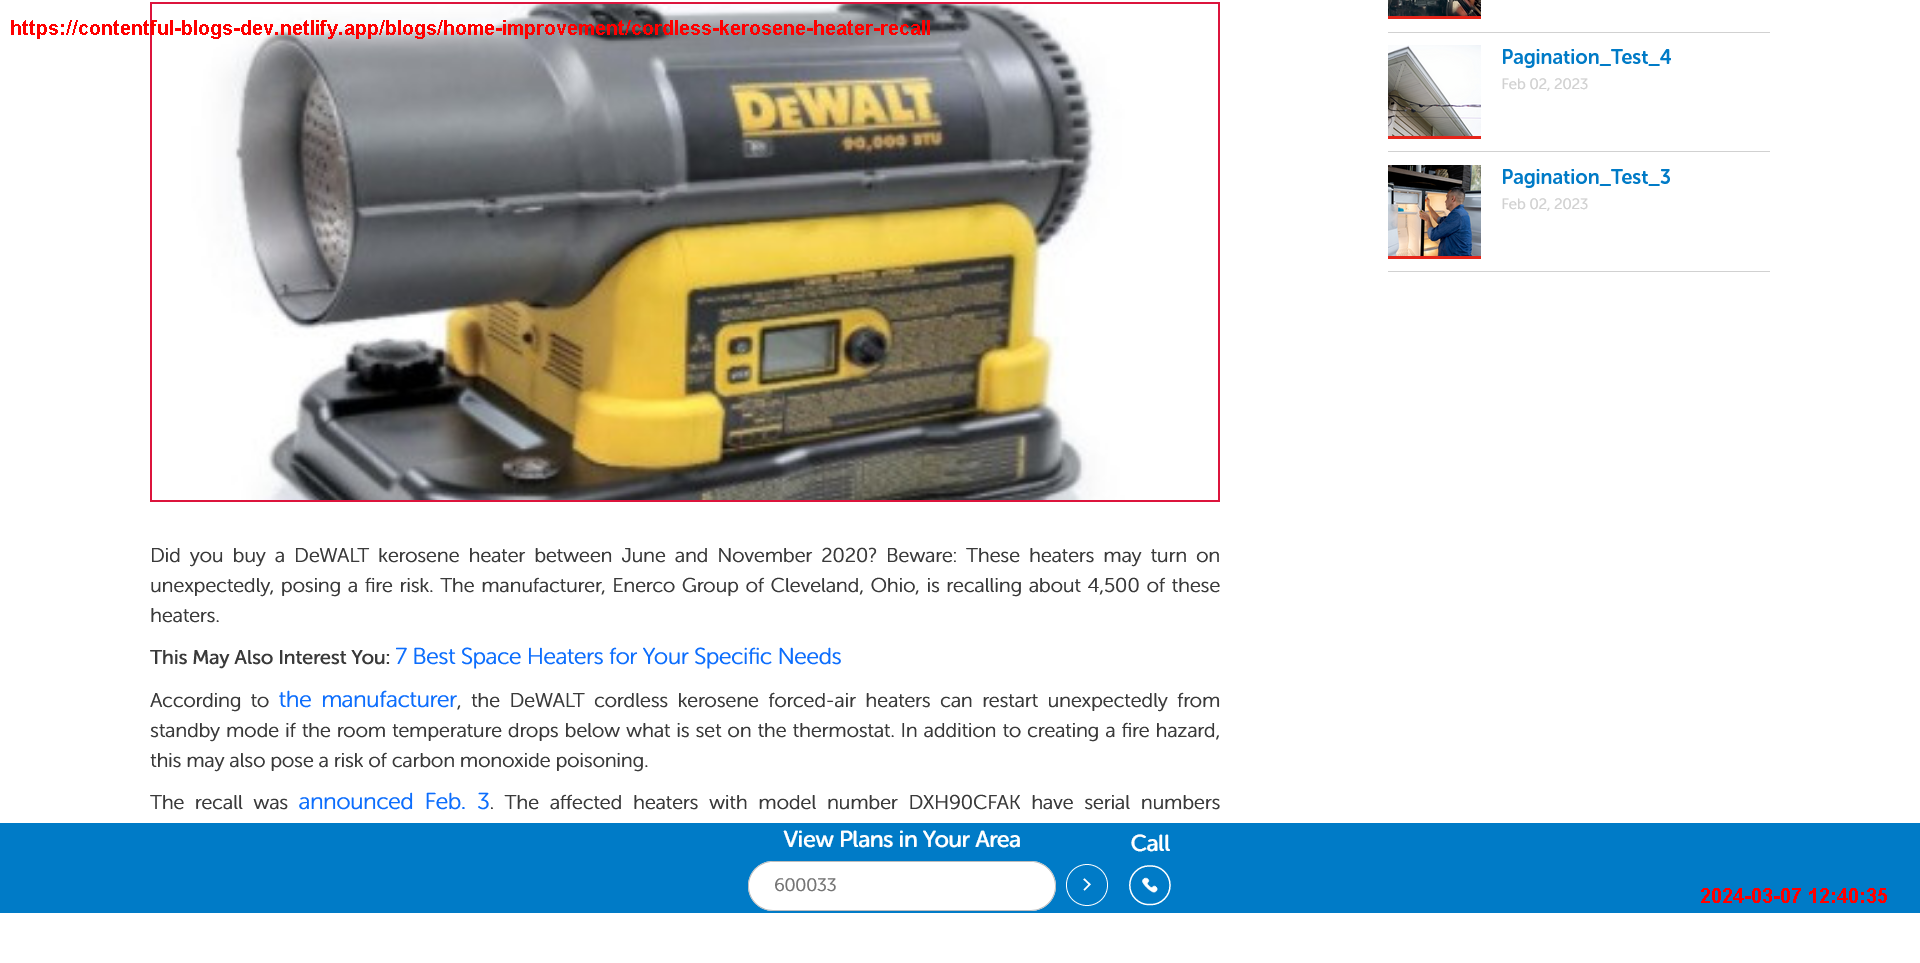 https://contentful-blogs-dev.netlify.app/blogs/home-improvement/cordless-kerosene-heater-recall
DeWALT
90,000 BTU
Pagination_Test_4
Feb 02, 2023
Pagination_Test_3
Feb 02, 2023
Did you buy a DeWALT kerosene heater between June and November 2020? Beware: These heaters may turn on
unexpectedly, posing a fire risk. The manufacturer, Enerco Group of Cleveland, Ohio, is recalling about 4,500 of these
heaters.
This May Also Interest You: 7 Best Space Heaters for Your Specific Needs
According to the manufacturer, the DeWALT cordless kerosene forced-air heaters can restart unexpectedly from
standby mode if the room temperature drops below what is set on the thermostat. In addition to creating a fire hazard,
this may also pose a risk of carbon monoxide poisoning.
The recall was announced Feb. 3. The affected heaters with model number DXH90CFAK have serial numbers
View Plans in Your Area
Call
600033
2024-03-07 12:40:35